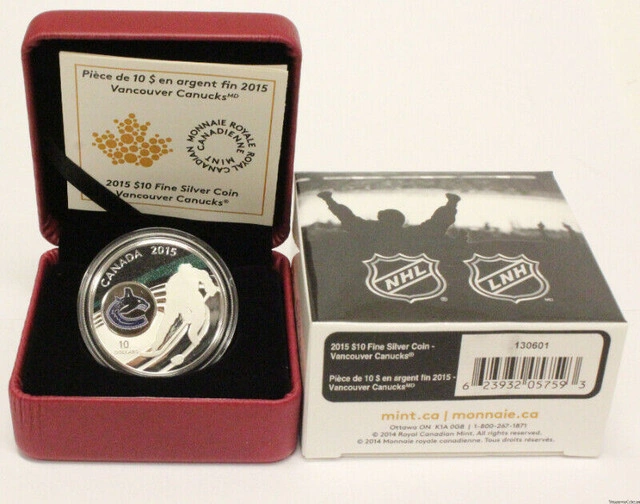 Pièce de 10 $ en argent fin 2015
Vancouver Canucks MD
MONNAIE ROYALE CANADIENNE
ROYAL CANADIAN MINT
2015 $10 Fine Silver Coin
Vancouver Canucks®
CANADA 2015
10
DOLLARS
NHL ®
LNH MD
2015 $10 Fine Silver Coin -
Vancouver Canucks®
Pièce de 10 $ en argent fin 2015 -
Vancouver Canucks MD
130601
6 23932 05759 3
mint.ca | monnaie.ca
Ottawa ON K1A 0G8 | 1-800-267-1871
© 2014 Royal Canadian Mint. All rights reserved.
© 2014 Monnaie royale canadienne. Tous droits réservés.